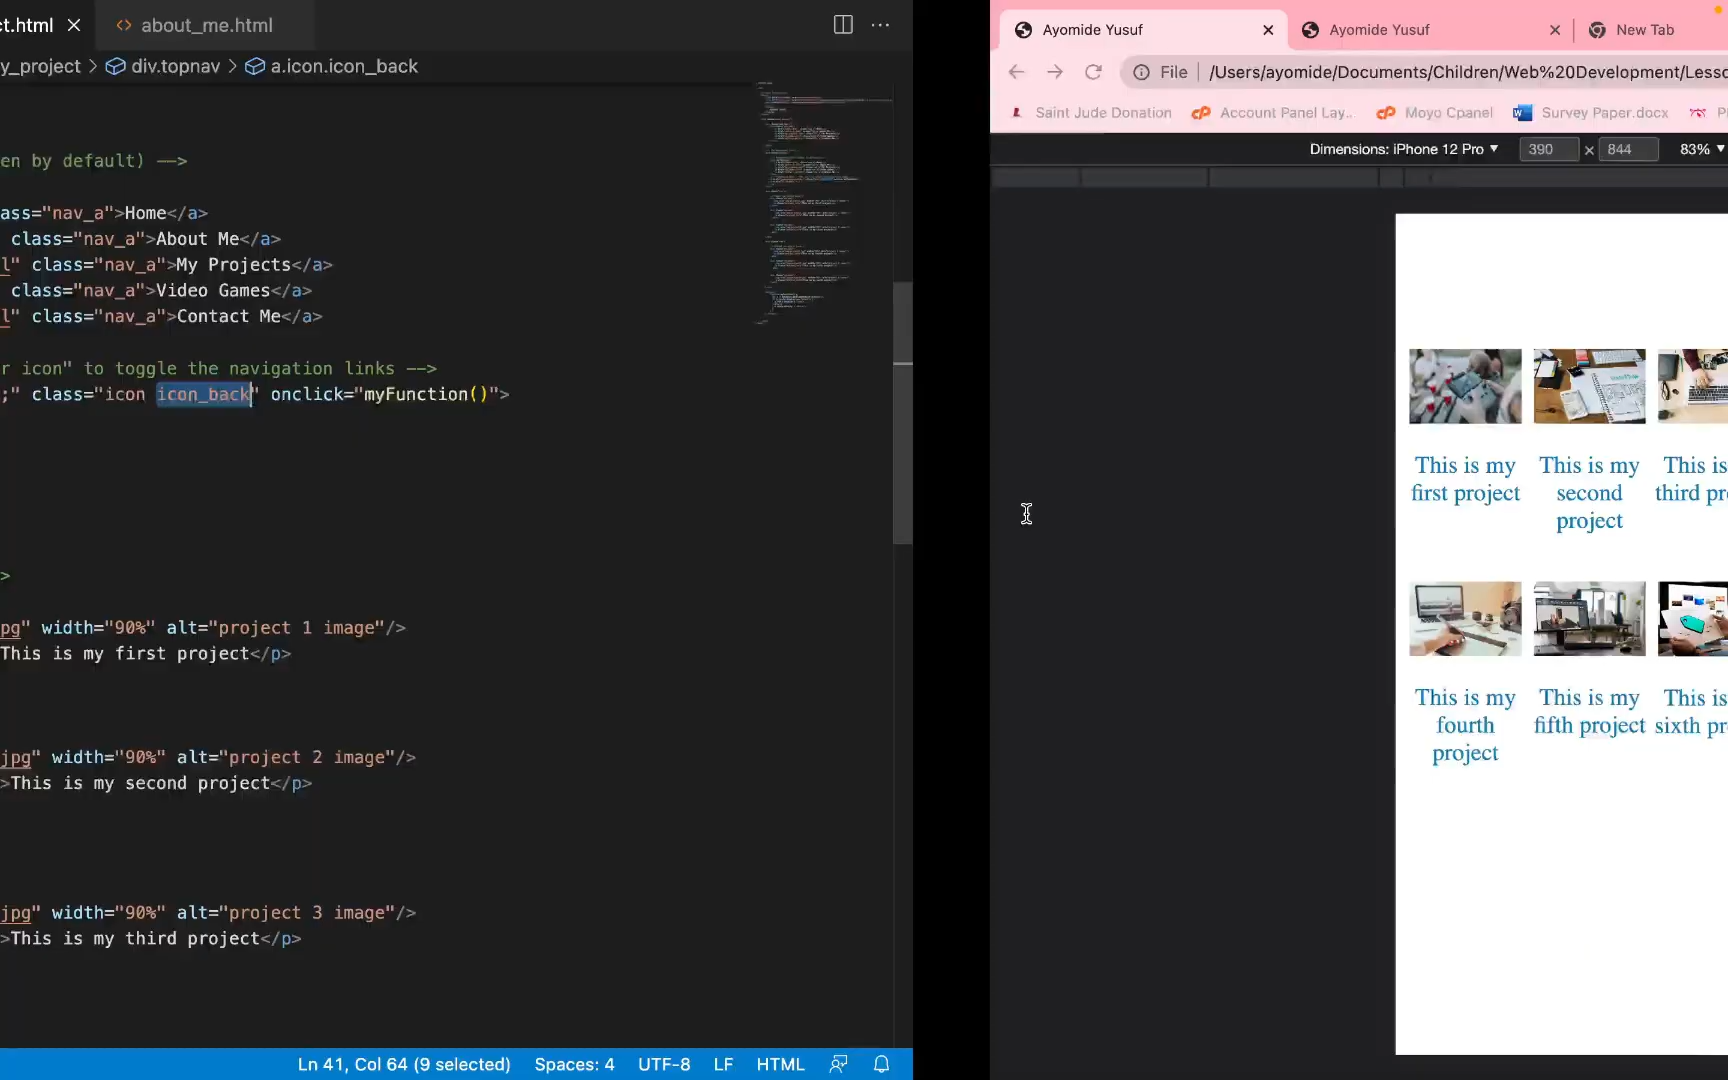 ct.html
<> about_me.html
y_project > div.topnav > a.icon.icon_back
en by default) -->
ass="nav_a">Home</a>
class="nav_a">About Me</a>
l" class="nav_a">My Projects</a>
class="nav_a">Video Games</a>
l" class="nav_a">Contact Me</a>
r icon" to toggle the navigation links -->
;" class="icon icon_back" onclick="myFunction()">
>
pg" width="90%" alt="project 1 image"/>
This is my first project</p>
jpg" width="90%" alt="project 2 image"/>
>This is my second project</p>
jpg" width="90%" alt="project 3 image"/>
>This is my third project</p>
Ln 41, Col 64 (9 selected) Spaces: 4 UTF-8 LF HTML
Ayomide Yusuf
Ayomide Yusuf
New Tab
File /Users/ayomide/Documents/Children/Web%20Development/Lesso
Saint Jude Donation Account Panel Lay... Moyo Cpanel Survey Paper.docx
Dimensions: iPhone 12 Pro 390 x 844 83%
This is my
first project
This is my
second
project
This is
third pr
This is my
fourth
project
This is my
fifth project
This is
sixth pr